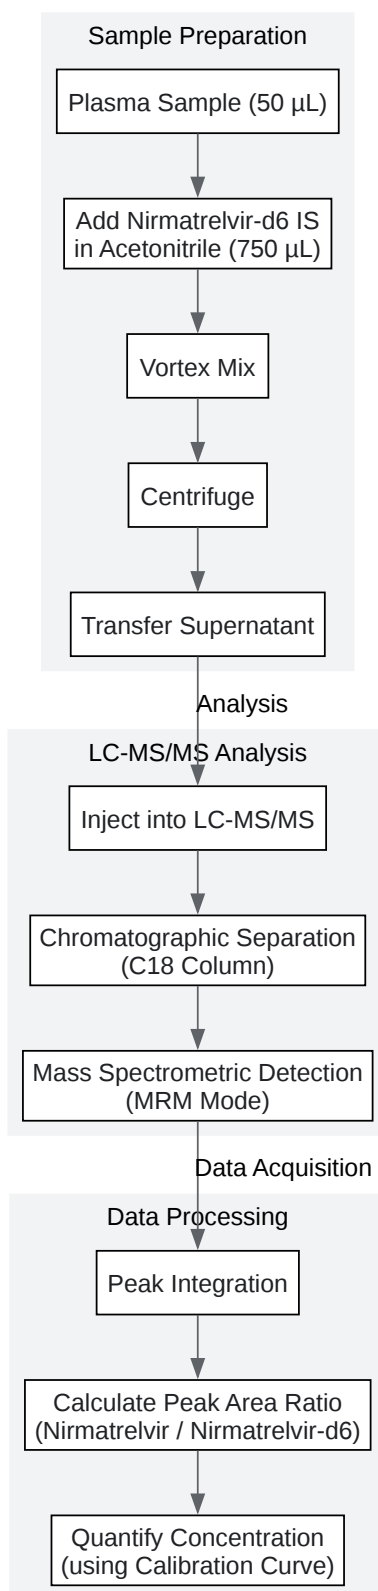 Sample Preparation
Plasma Sample (50 µL)
Add Nirmatrelvir-d6 IS
in Acetonitrile (750 µL)
Vortex Mix
Centrifuge
Transfer Supernatant
Analysis
LC-MS/MS Analysis
Inject into LC-MS/MS
Chromatographic Separation
(C18 Column)
Mass Spectrometric Detection
(MRM Mode)
Data Acquisition
Data Processing
Peak Integration
Calculate Peak Area Ratio
(Nirmatrelvir / Nirmatrelvir-d6)
Quantify Concentration
(using Calibration Curve)